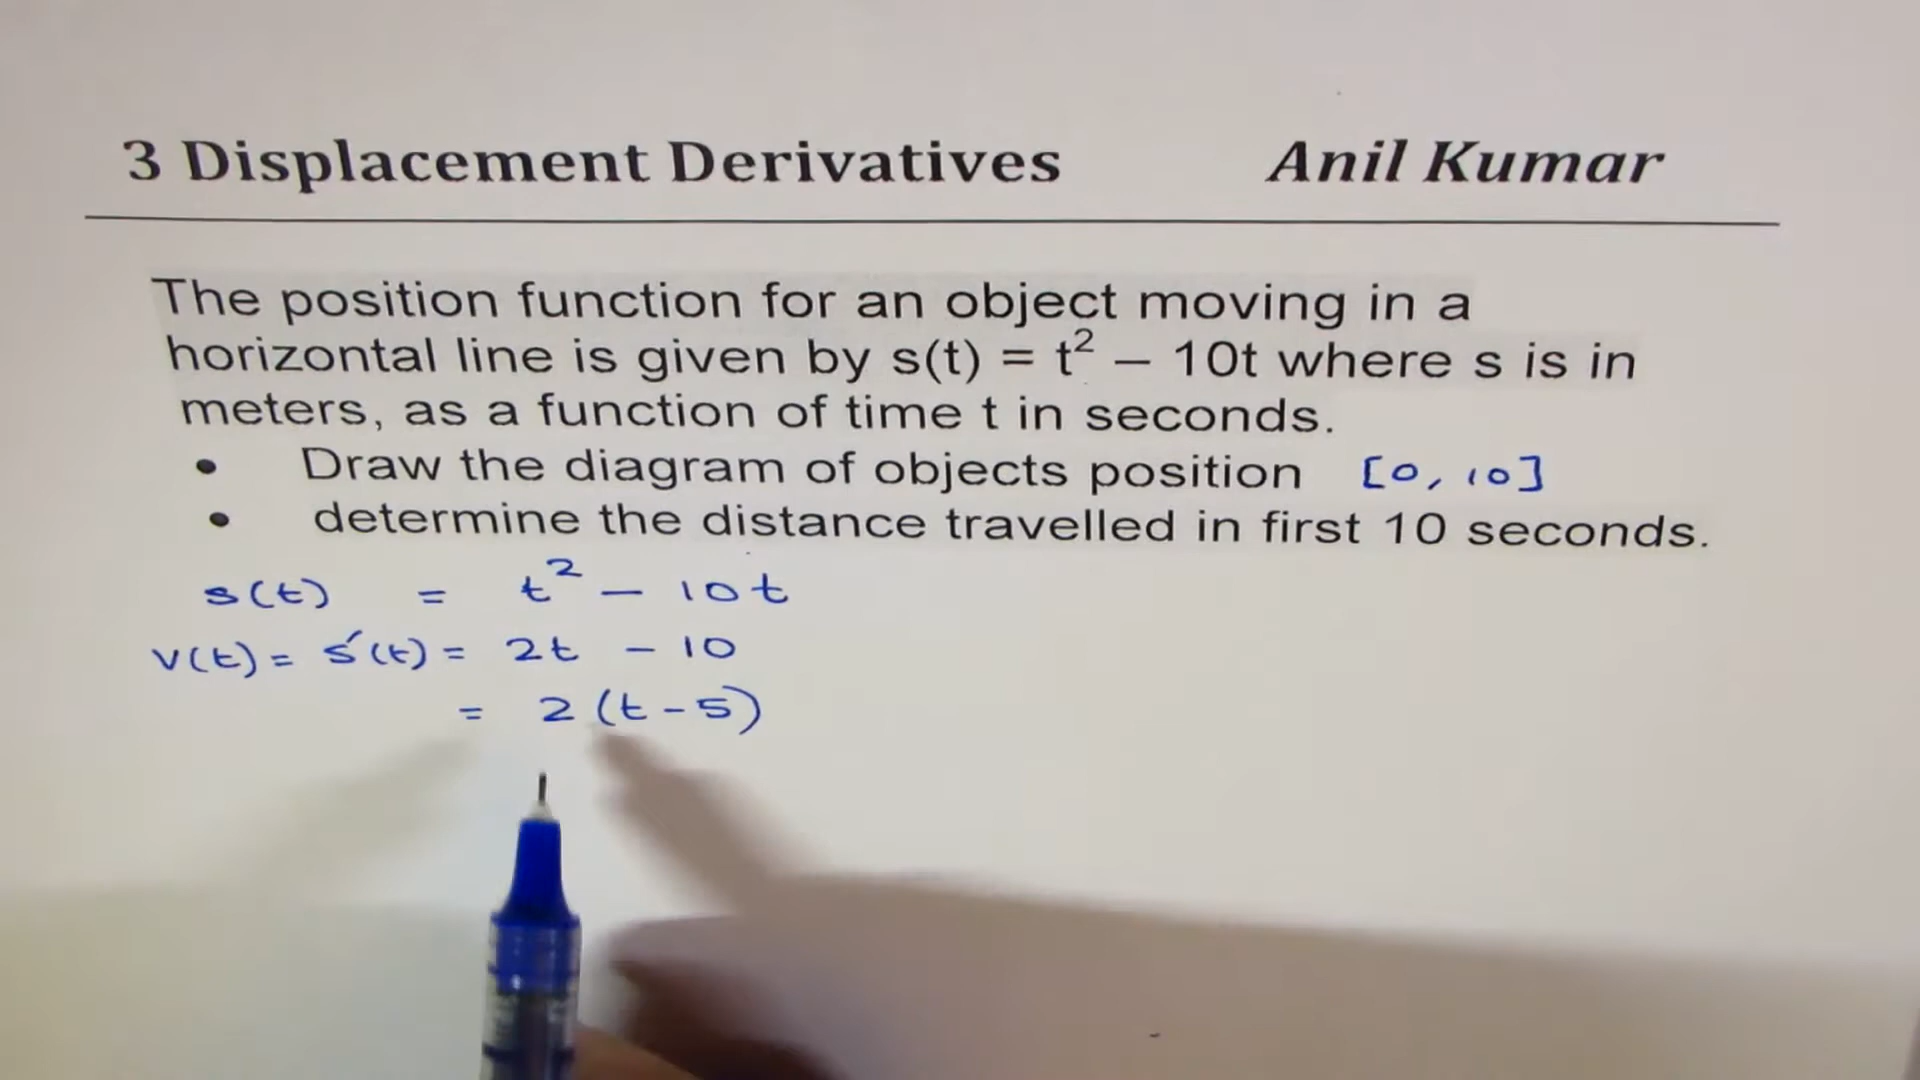 3 Displacement Derivatives Anil Kumar
The position function for an object moving in a
horizontal line is given by s(t) = t² – 10t where s is in
meters, as a function of time t in seconds.
• Draw the diagram of objects position [0, 10]
• determine the distance travelled in first 10 seconds.
s(t) = t² – 10t
v(t) = s′(t) = 2t – 10
= 2(t – 5)